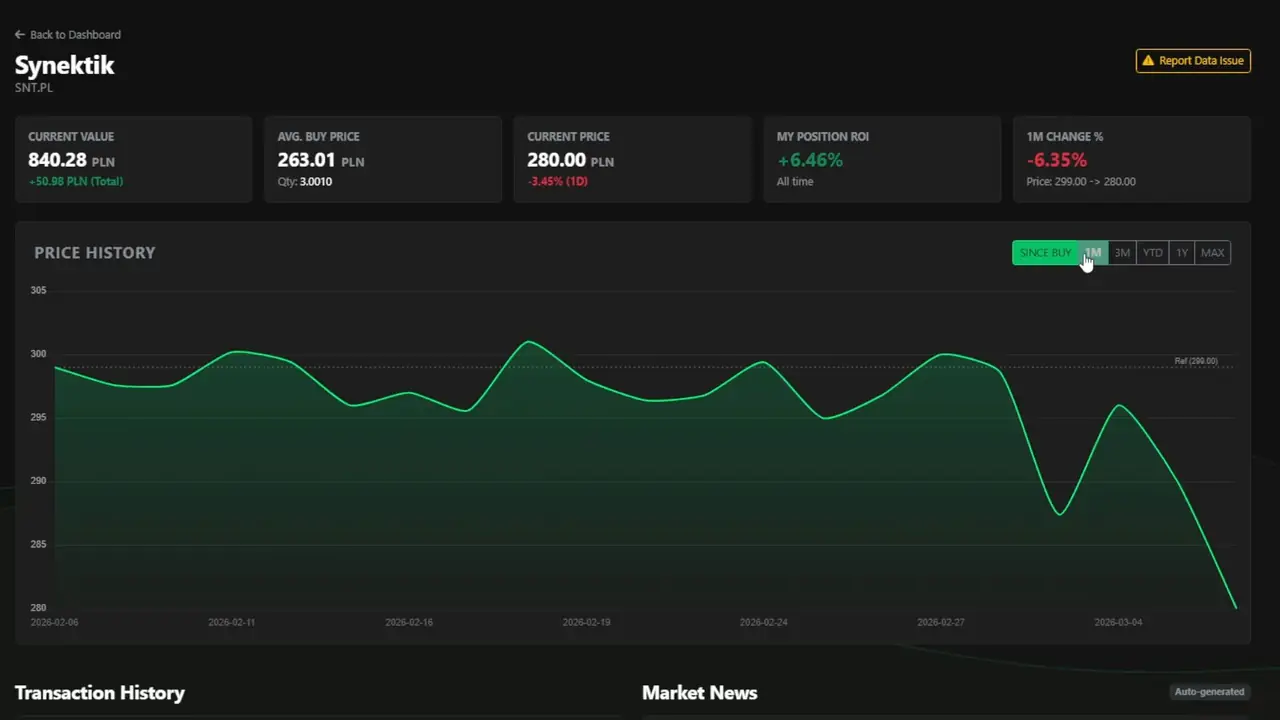 Back to Dashboard
Synektik
SNT.PL
Report Data Issue
CURRENT VALUE
840.28 PLN
+50.98 PLN (Total)
AVG. BUY PRICE
263.01 PLN
Qty: 3.0010
CURRENT PRICE
280.00 PLN
-3.45% (1D)
MY POSITION ROI
+6.46%
All time
1M CHANGE %
-6.35%
Price: 299.00 -> 280.00
PRICE HISTORY
SINCE BUY 1M 3M YTD 1Y MAX
305
300
295
290
285
280
Ref (299.00)
2026-02-06 2026-02-11 2026-02-16 2026-02-19 2026-02-24 2026-02-27 2026-03-04
Transaction History
Market News
Auto-generated